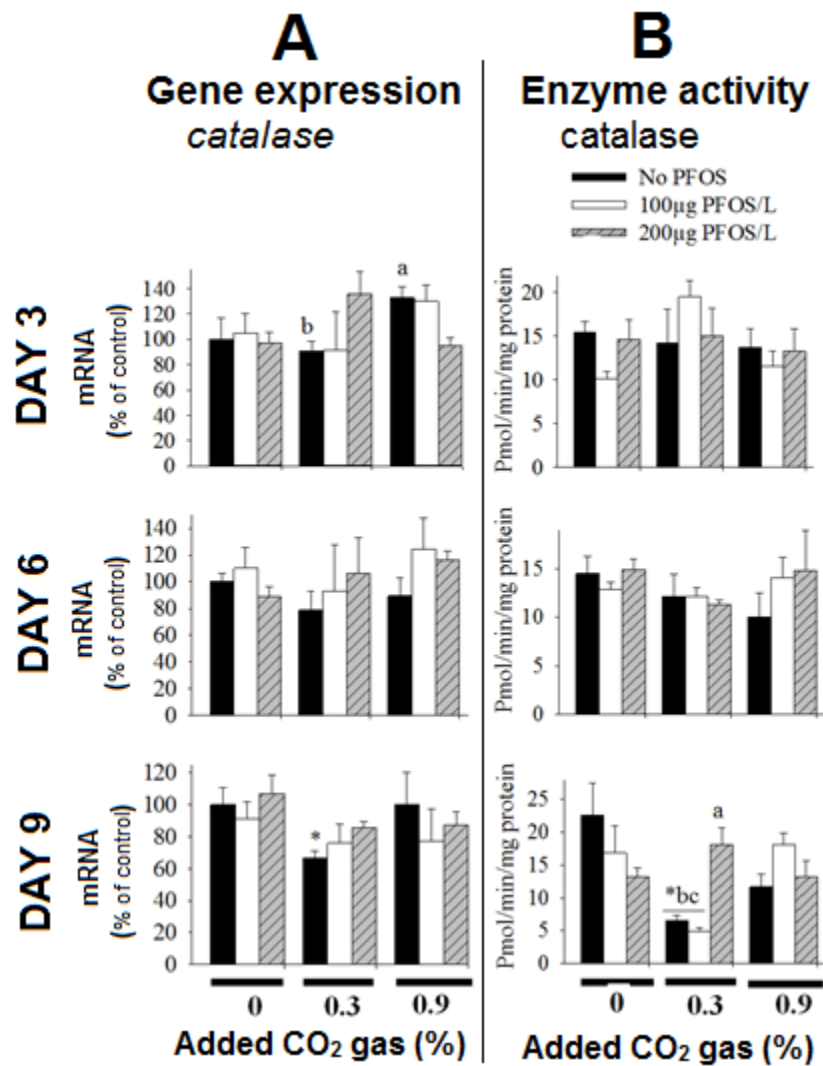 A
B
Gene expression
catalase
Enzyme activity
catalase
No PFOS
100µg PFOS/L
200µg PFOS/L
DAY 3
mRNA
(% of control)
140
120
100
80
60
40
20
0
b
a
Pmol/min/mg protein
20
15
10
5
0
DAY 6
mRNA
(% of control)
140
120
100
80
60
40
20
0
Pmol/min/mg protein
15
10
5
0
DAY 9
mRNA
(% of control)
120
100
80
60
40
20
0
*
Pmol/min/mg protein
25
20
15
10
5
0
*bc
a
0 0.3 0.9
0 0.3 0.9
Added CO₂ gas (%)
Added CO₂ gas (%)